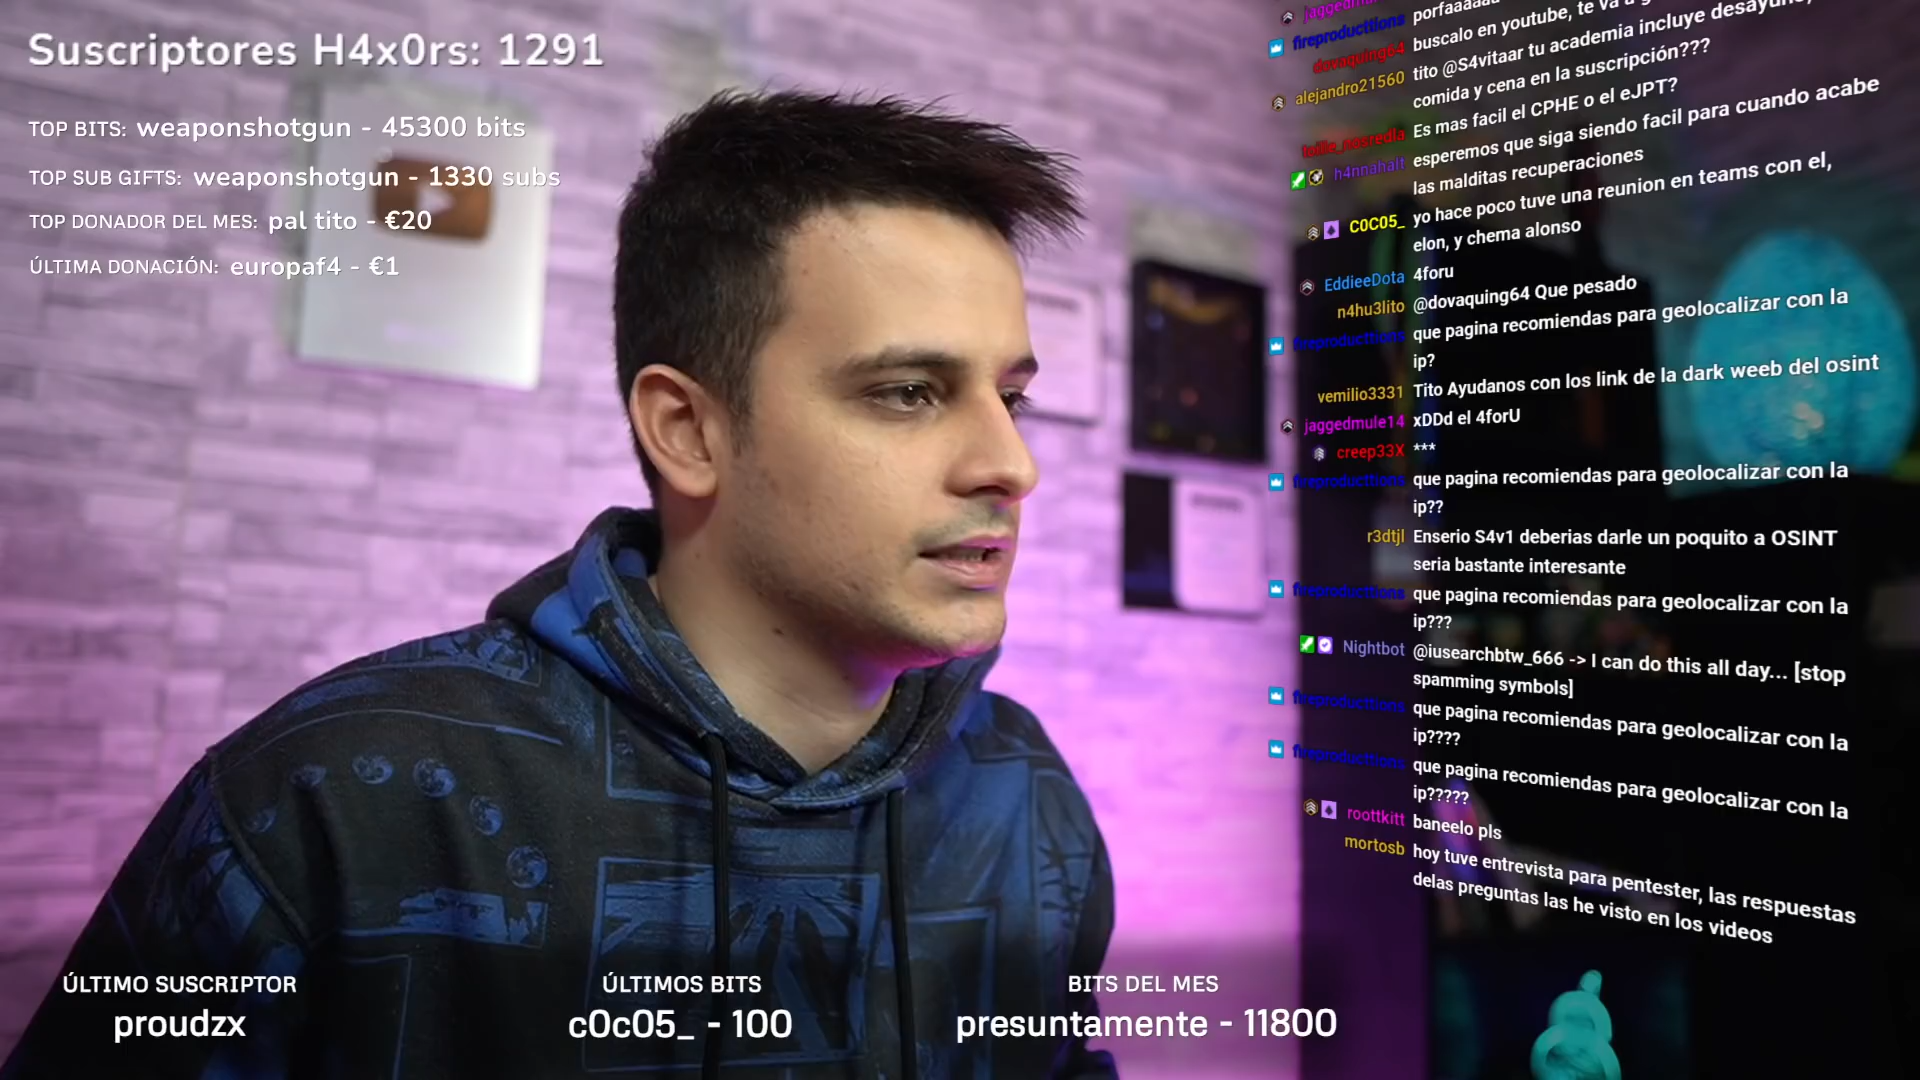 Suscriptores H4x0rs: 1291
TOP BITS: weaponshotgun - 45300 bits
TOP SUB GIFTS: weaponshotgun - 1330 subs
TOP DONADOR DEL MES: pal tito - €20
ÚLTIMA DONACIÓN: europaf4 - €1
fireproducttions
buscalo en youtube, te va a
dovaquing64 tito @S4vitaar tu academia incluye desayuno,
comida y cena en la suscripción???
alejandro21560
Es mas facil el CPHE o el eJPT?
h4nnahalt esperemos que siga siendo facil para cuando acabe
las malditas recuperaciones
C0C05_ yo hace poco tuve una reunion en teams con el,
elon, y chema alonso
EddieeDota 4foru
n4hu3lito @dovaquing64 Que pesado
fireproducttions que pagina recomiendas para geolocalizar con la
ip?
vemilio3331 Tito Ayudanos con los link de la dark weeb del osint
jaggedmule14 xDDd el 4forU
creep33X ***
fireproducttions que pagina recomiendas para geolocalizar con la
ip??
r3dtjl Enserio S4v1 deberias darle un poquito a OSINT
seria bastante interesante
fireproducttions que pagina recomiendas para geolocalizar con la
ip???
Nightbot @iusearchbtw_666 -> I can do this all day... [stop
spamming symbols]
fireproducttions que pagina recomiendas para geolocalizar con la
ip????
fireproducttions que pagina recomiendas para geolocalizar con la
ip?????
roottkitt baneelo pls
mortosb hoy tuve entrevista para pentester, las respuestas
delas preguntas las he visto en los videos
ÚLTIMO SUSCRIPTOR
proudzx
ÚLTIMOS BITS
c0c05_ - 100
BITS DEL MES
presuntamente - 11800